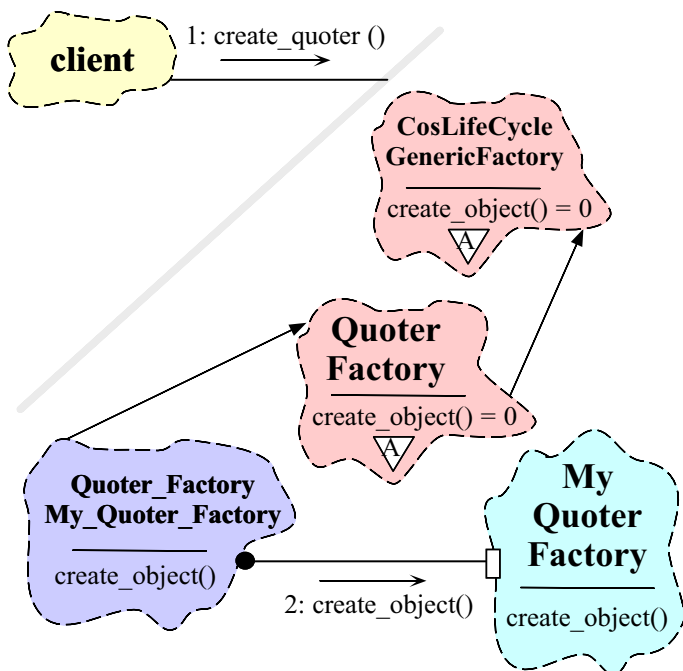 1: create_quoter ()
client
CosLifeCycle
GenericFactory
create_object() = 0
A
Quoter
Factory
create_object() = 0
A
Quoter_Factory
My_Quoter_Factory
create_object()
2: create_object()
My
Quoter
Factory
create_object()